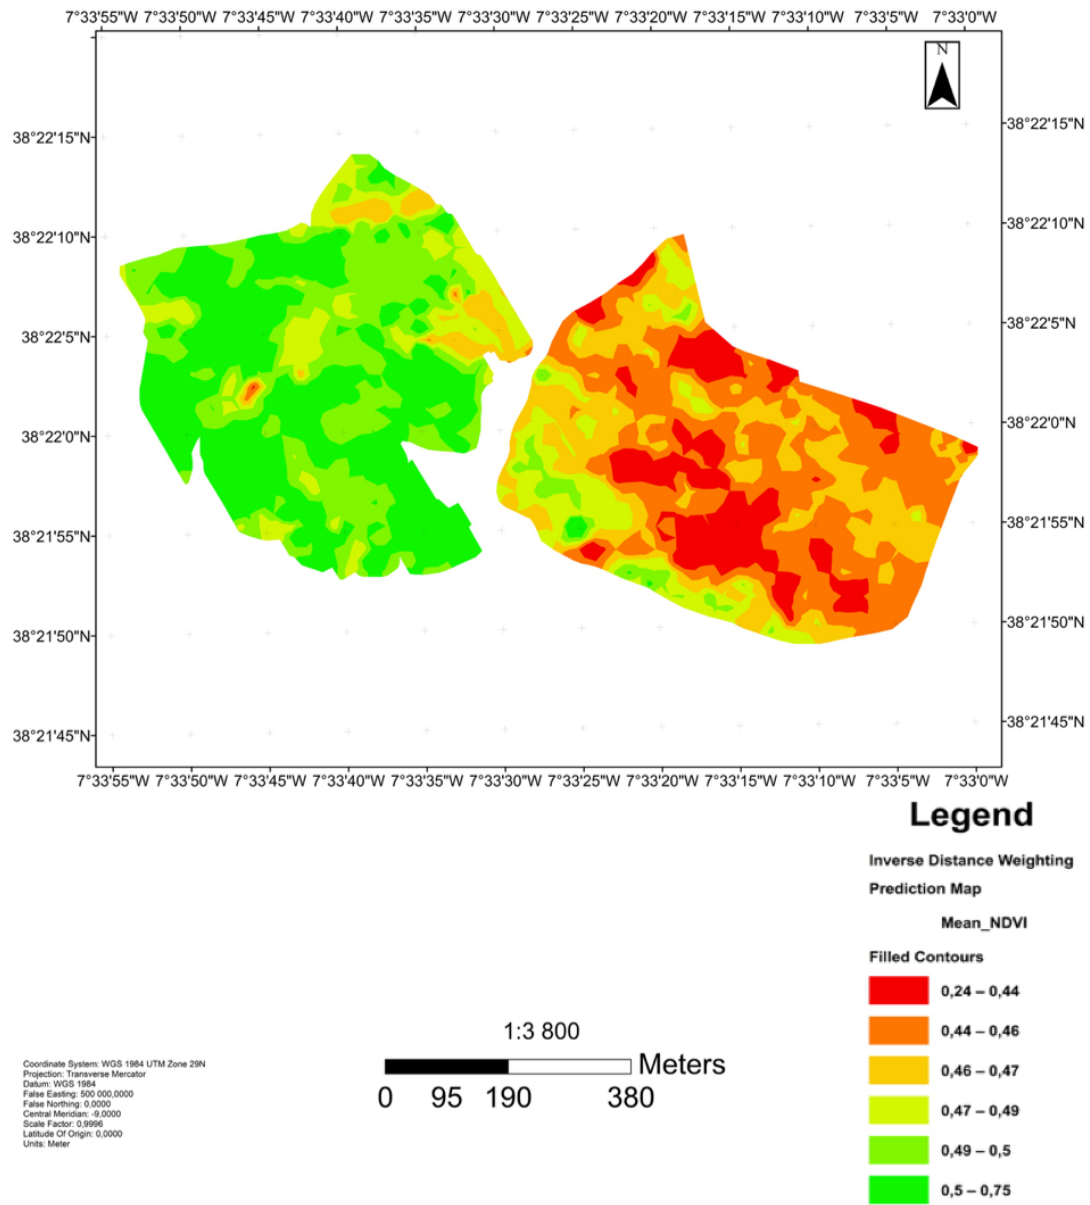 7°33'55"W 7°33'50"W 7°33'45"W 7°33'40"W 7°33'35"W 7°33'30"W 7°33'25"W 7°33'20"W 7°33'15"W 7°33'10"W 7°33'5"W 7°33'0"W
N
38°22'15"N 38°22'15"N
38°22'10"N 38°22'10"N
38°22'5"N 38°22'5"N
38°22'0"N 38°22'0"N
38°21'55"N 38°21'55"N
38°21'50"N 38°21'50"N
38°21'45"N 38°21'45"N
7°33'55"W 7°33'50"W 7°33'45"W 7°33'40"W 7°33'35"W 7°33'30"W 7°33'25"W 7°33'20"W 7°33'15"W 7°33'10"W 7°33'5"W 7°33'0"W
Legend
Inverse Distance Weighting
Prediction Map
Mean_NDVI
Filled Contours
0,24 – 0,44
0,44 – 0,46
0,46 – 0,47
0,47 – 0,49
0,49 – 0,5
0,5 – 0,75
1:3 800
Meters
0 95 190 380
Coordinate System: WGS 1984 UTM Zone 29N
Projection: Transverse Mercator
Datum: WGS 1984
False Easting: 500 000,0000
False Northing: 0,0000
Central Meridian: -9,0000
Scale Factor: 0,9996
Latitude Of Origin: 0,0000
Units: Meter